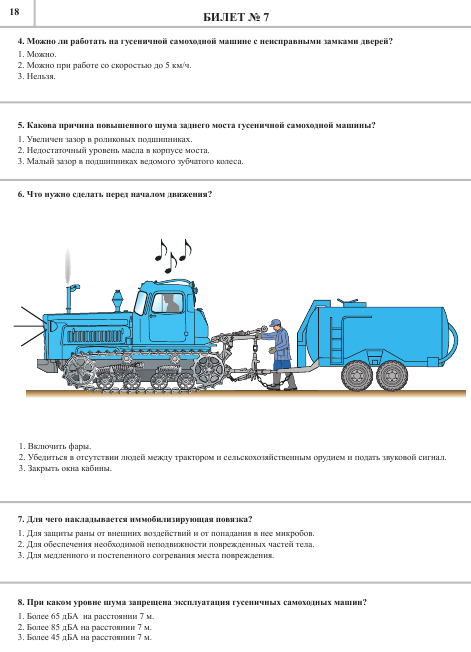 18
БИЛЕТ № 7
4. Можно ли работать на гусеничной самоходной машине с неисправными замками дверей?
1. Можно.
2. Можно при работе со скоростью до 5 км/ч.
3. Нельзя.
5. Какова причина повышенного шума заднего моста гусеничной самоходной машины?
1. Увеличен зазор в роликовых подшипниках.
2. Недостаточный уровень масла в корпусе моста.
3. Малый зазор в подшипниках ведомого зубчатого колеса.
6. Что нужно сделать перед началом движения?
1. Включить фары.
2. Убедиться в отсутствии людей между трактором и сельскохозяйственным орудием и подать звуковой сигнал.
3. Закрыть окна кабины.
7. Для чего накладывается иммобилизирующая повязка?
1. Для защиты раны от внешних воздействий и от попадания в нее микробов.
2. Для обеспечения необходимой неподвижности поврежденных частей тела.
3. Для медленного и постепенного согревания места повреждения.
8. При каком уровне шума запрещена эксплуатация гусеничных самоходных машин?
1. Более 65 дБА на расстоянии 7 м.
2. Более 85 дБА на расстоянии 7 м.
3. Более 45 дБА на расстоянии 7 м.